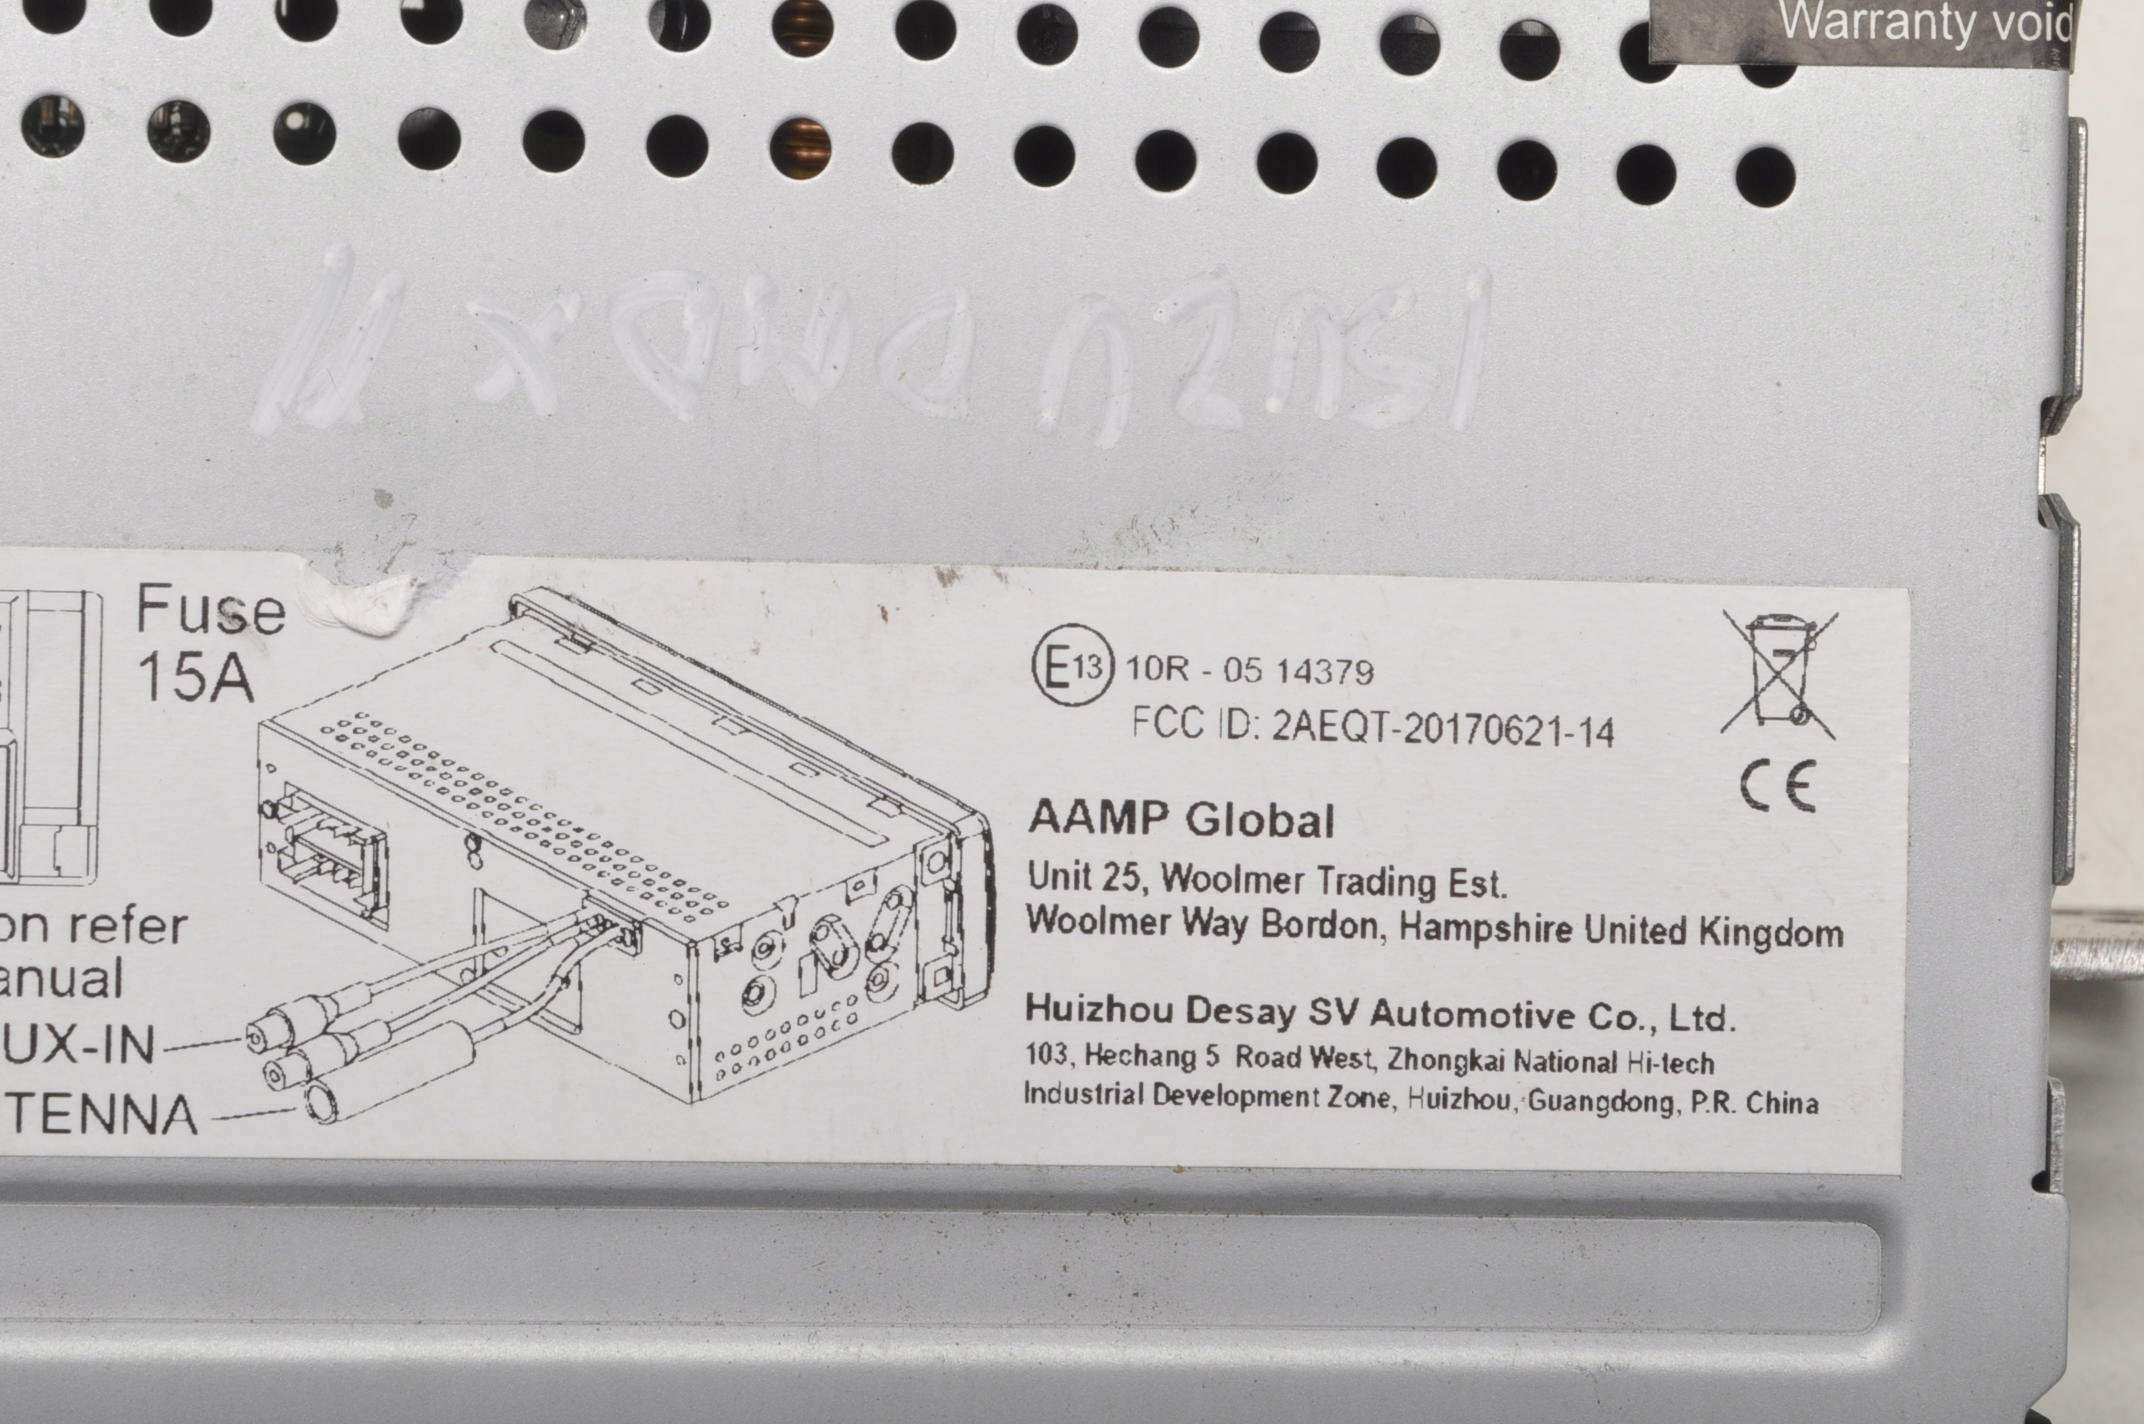 Warranty void
Fuse
15A
on refer
anual
UX-IN
TENNA
E13 10R - 05 14379
FCC ID: 2AEQT-20170621-14
CE
AAMP Global
Unit 25, Woolmer Trading Est.
Woolmer Way Bordon, Hampshire United Kingdom
Huizhou Desay SV Automotive Co., Ltd.
103, Hechang 5 Road West, Zhongkai National Hi-tech
Industrial Development Zone, Huizhou, Guangdong, P.R. China